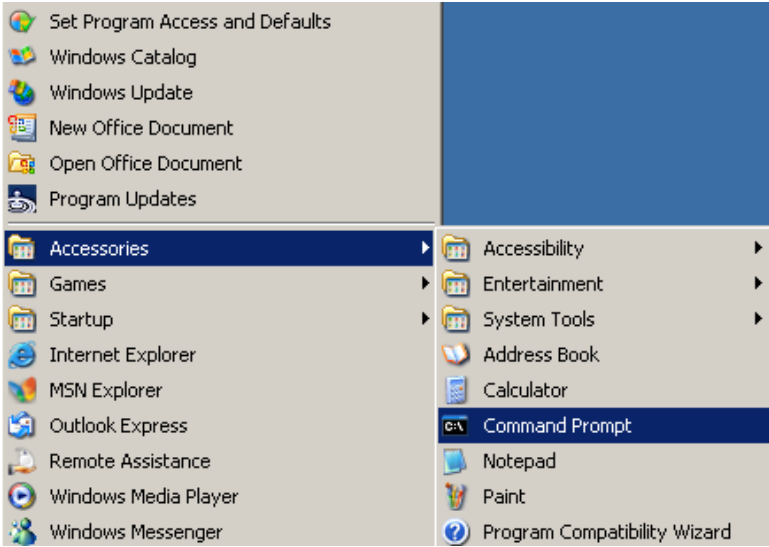 Set Program Access and Defaults
Windows Catalog
Windows Update
New Office Document
Open Office Document
Program Updates
Accessories
Games
Startup
Internet Explorer
MSN Explorer
Outlook Express
Remote Assistance
Windows Media Player
Windows Messenger
Accessibility
Entertainment
System Tools
Address Book
Calculator
C:\
Command Prompt
Notepad
Paint
Program Compatibility Wizard